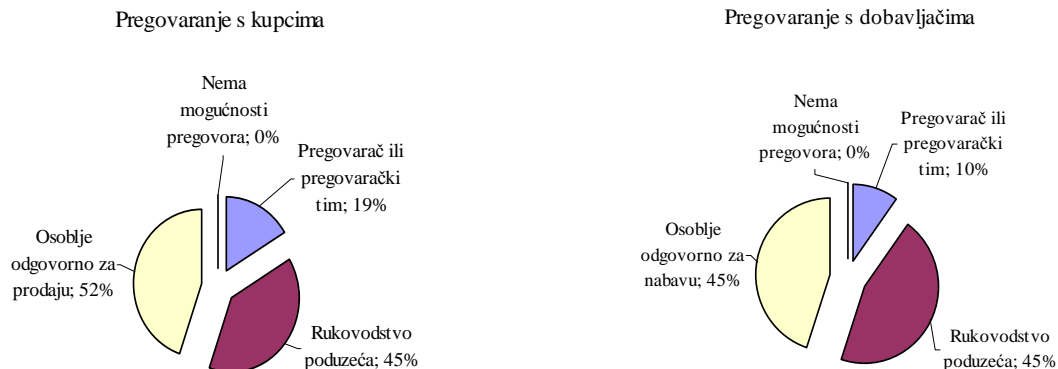 Pregovaranje s kupcima
Nema
mogućnosti
pregovora; 0%
Pregovarač ili
pregovarački
tim; 19%
Osoblje
odgovorno za
prodaju; 52%
Rukovodstvo
poduzeća; 45%
Pregovaranje s dobavljačima
Nema
mogućnosti
pregovora; 0%
Pregovarač ili
pregovarački
tim; 10%
Osoblje
odgovorno za
nabavu; 45%
Rukovodstvo
poduzeća; 45%